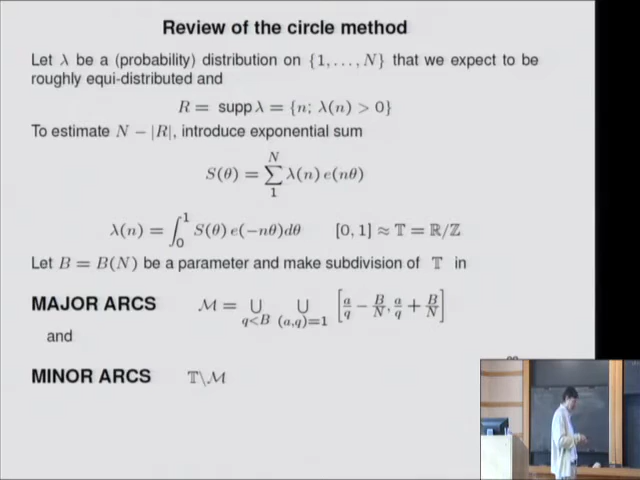 Review of the circle method
Let λ be a (probability) distribution on {1, . . . , N} that we expect to be
roughly equi-distributed and
R = supp λ = {n; λ(n) > 0}
To estimate N − |R|, introduce exponential sum
S(θ) = ∑_1^N λ(n) e(nθ)
λ(n) = ∫_0^1 S(θ) e(−nθ)dθ [0, 1] ≈ 𝕋 = ℝ/ℤ
Let B = B(N) be a parameter and make subdivision of 𝕋 in
MAJOR ARCS ℳ = ∪_{q<B} ∪_{(a,q)=1} [a/q − B/N, a/q + B/N]
and
MINOR ARCS 𝕋\ℳ